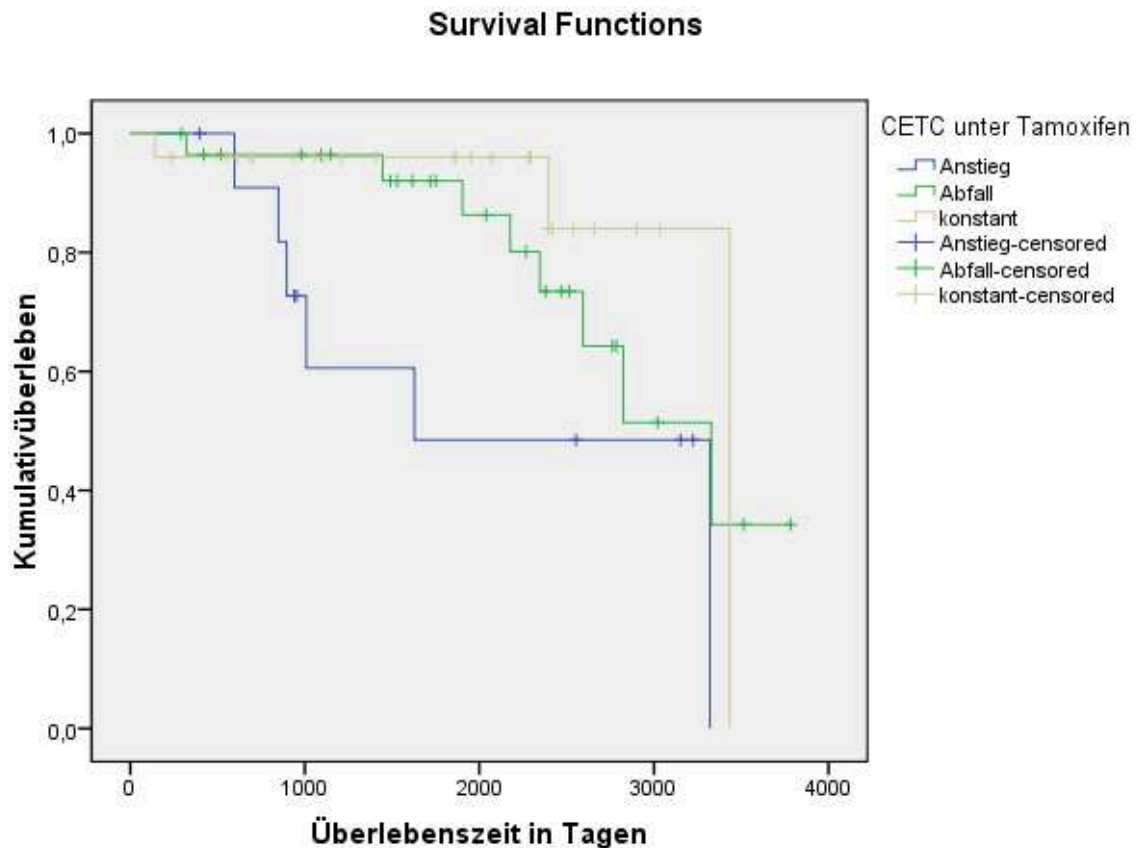 Survival Functions
CETC unter Tamoxifen
Anstieg
Abfall
konstant
Anstieg-censored
Abfall-censored
konstant-censored
Kumulativüberleben
1,0
0,8
0,6
0,4
0,2
0,0
0 1000 2000 3000 4000
Überlebenszeit in Tagen